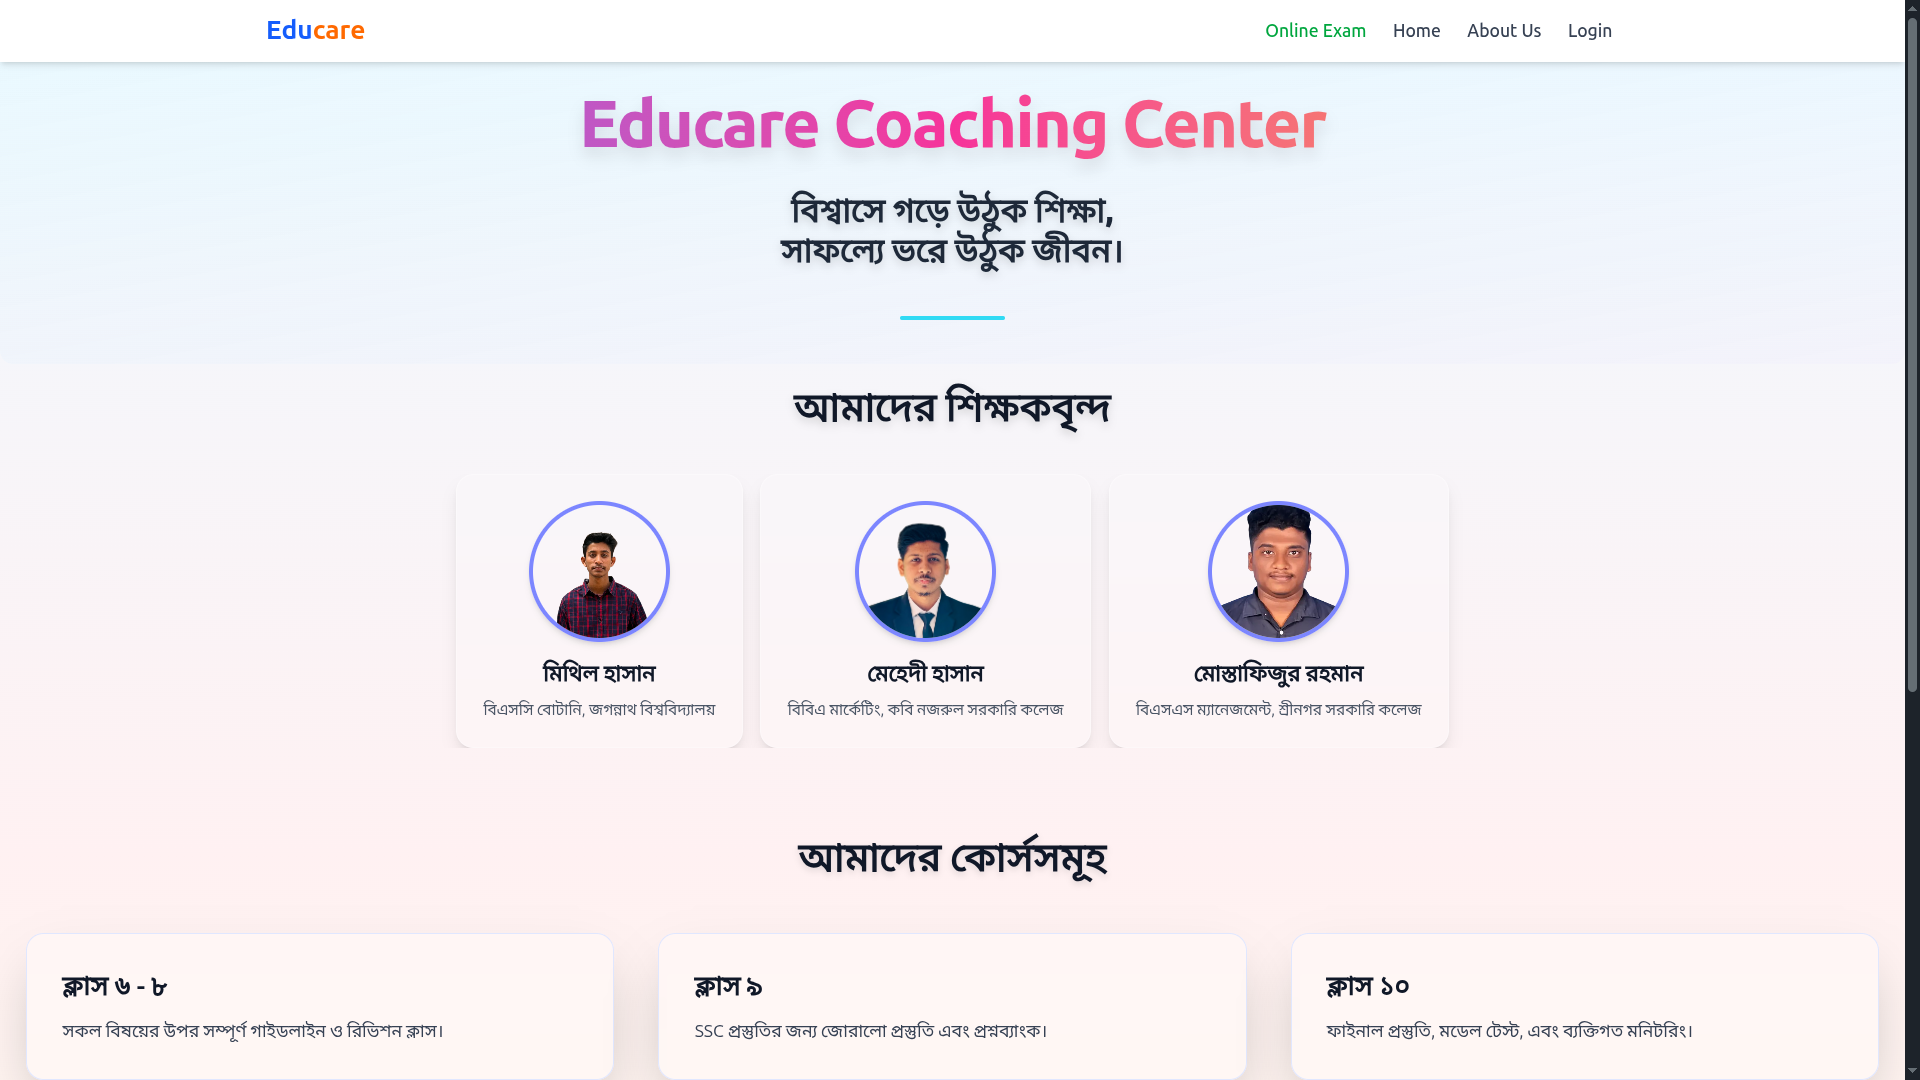 Educare
Online Exam
Home
About Us
Login
Educare Coaching Center
বিশ্বাসে গড়ে উঠুক শিক্ষা,
সাফল্যে ভরে উঠুক জীবন।
আমাদের শিক্ষকবৃন্দ
মিথিল হাসান
বিএসসি বোটানি, জগন্নাথ বিশ্ববিদ্যালয়
মেহেদী হাসান
বিবিএ মার্কেটিং, কবি নজরুল সরকারি কলেজ
মোস্তাফিজুর রহমান
বিএসএস ম্যানেজমেন্ট, শ্রীনগর সরকারি কলেজ
আমাদের কোর্সসমূহ
ক্লাস ৬ - ৮
সকল বিষয়ের উপর সম্পূর্ণ গাইডলাইন ও রিভিশন ক্লাস।
ক্লাস ৯
SSC প্রস্তুতির জন্য জোরালো প্রস্তুতি এবং প্রশ্নব্যাংক।
ক্লাস ১০
ফাইনাল প্রস্তুতি, মডেল টেস্ট, এবং ব্যক্তিগত মনিটরিং।